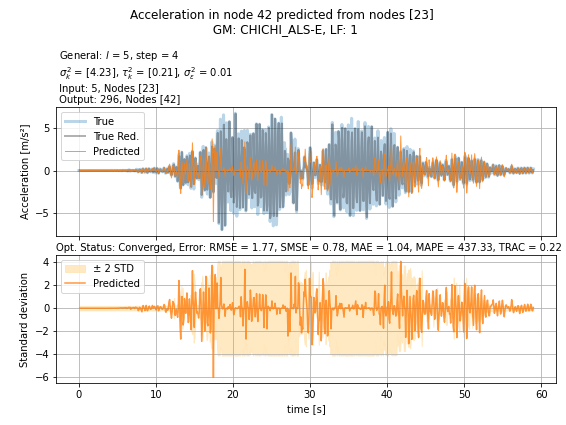 Acceleration in node 42 predicted from nodes [23]
GM: CHICHI_ALS-E, LF: 1
General: l = 5, step = 4
σ²ₖ = [4.23], τ²ₖ = [0.21], σ²ε = 0.01
Input: 5, Nodes [23]
Output: 296, Nodes [42]
True
True Red.
Predicted
5
0
−5
Acceleration [m/s²]
Opt. Status: Converged, Error: RMSE = 1.77, SMSE = 0.78, MAE = 1.04, MAPE = 437.33, TRAC = 0.22
± 2 STD
Predicted
4
2
0
−2
−4
−6
Standard deviation
0 10 20 30 40 50 60
time [s]